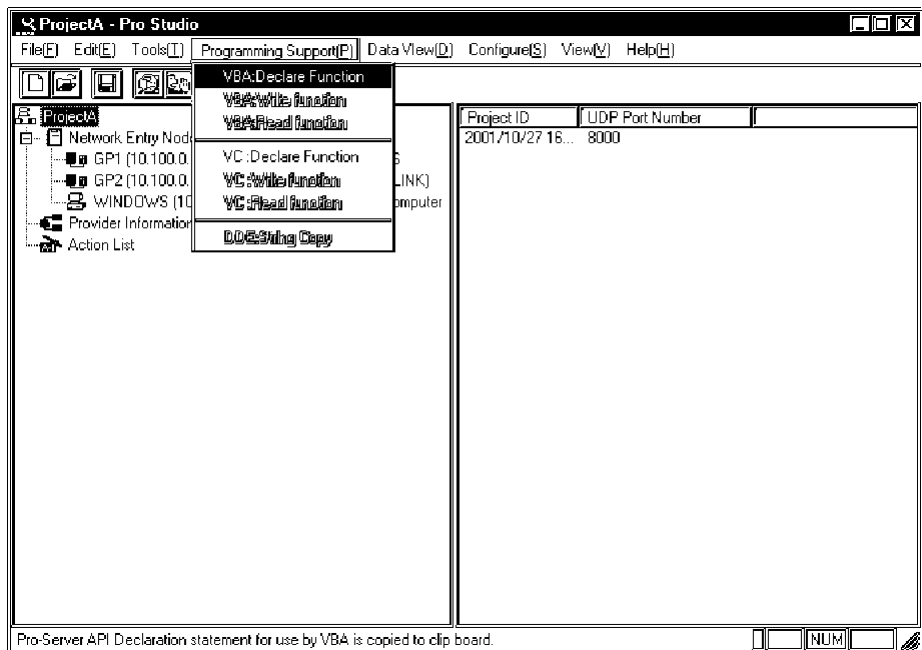 ProjectA - Pro Studio
File[F] Edit[E] Tools[T] Programming Support[P] Data View[D] Configure[S] View[V] Help[H]
VBA:Declare Function
VBA:Write function
VBA:Read function
VC :Declare Function
VC :Write function
VC :Read function
DDE:String Copy
ProjectA
Network Entry Node
GP1 (10.100.0.
GP2 (10.100.0. LINK)
WINDOWS (10 omputer
Provider Information
Action List
Project ID UDP Port Number
2001/10/27 16... 8000
Pro-Server API Declaration statement for use by VBA is copied to clip board.
NUM